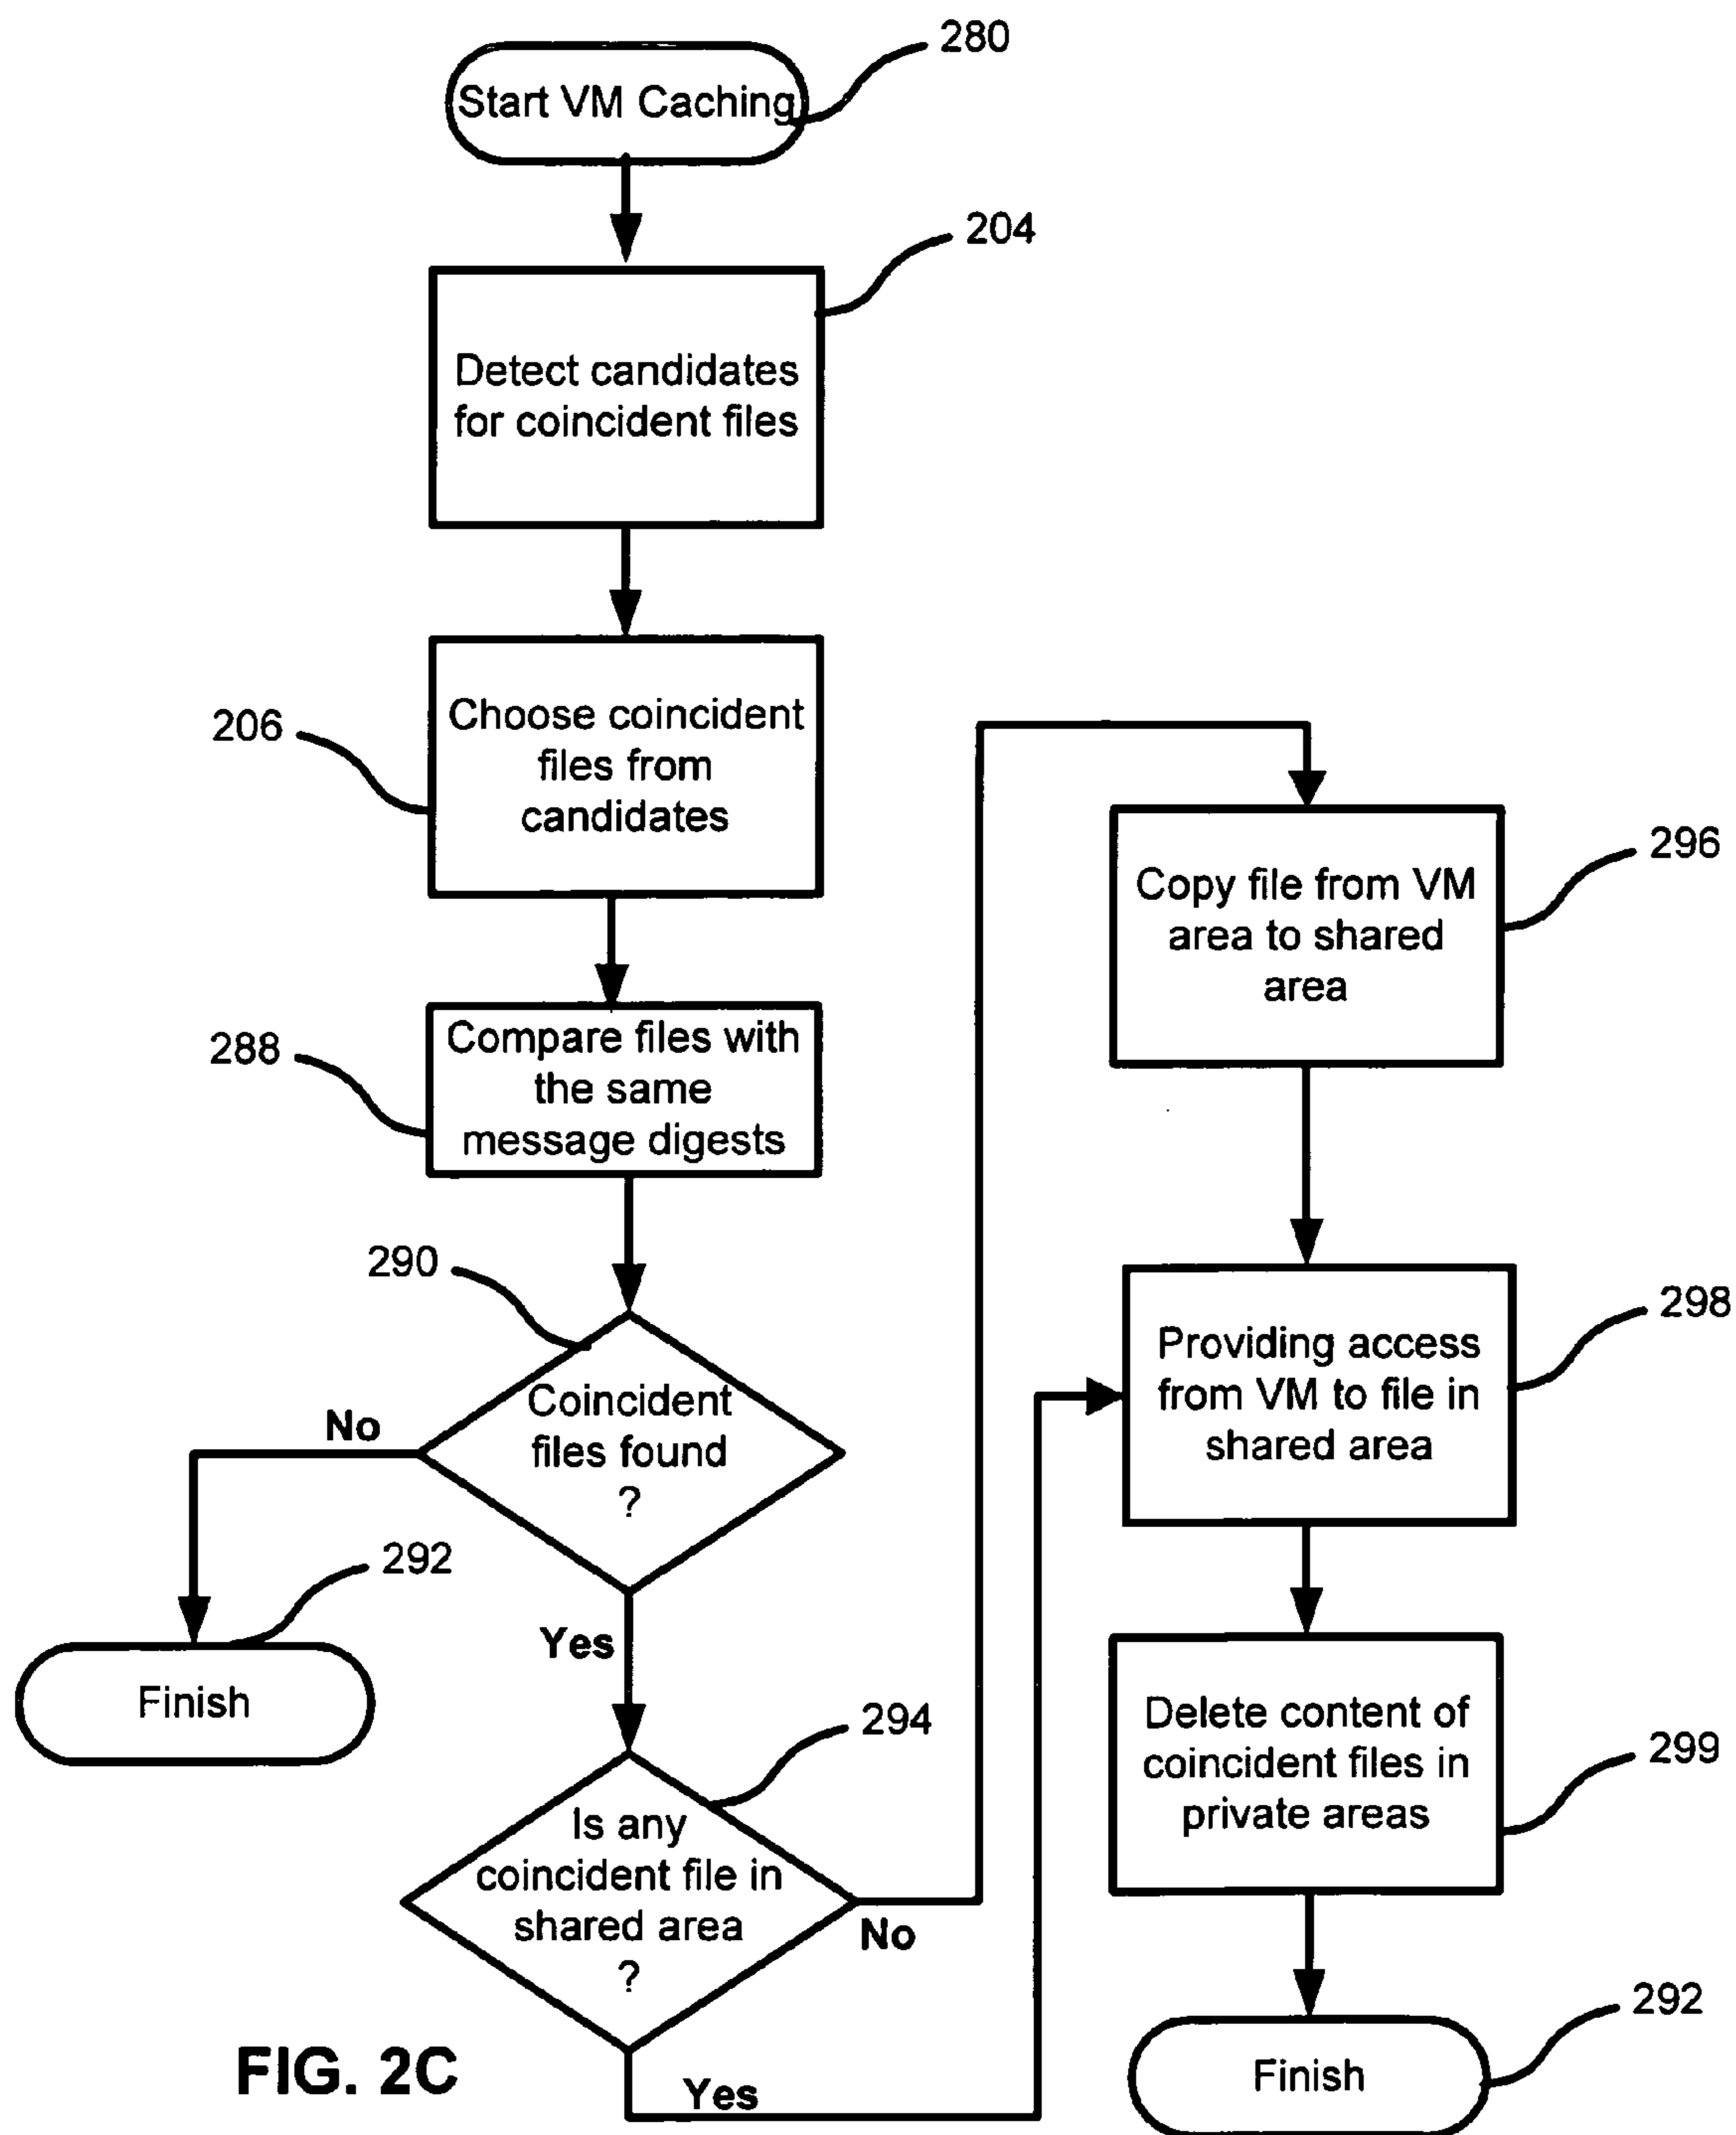 280
Start VM Caching
204
Detect candidates
for coincident files
206
Choose coincident
files from
candidates
288
Compare files with
the same
message digests
290
Coincident
files found
?
No
292
Finish
Yes
294
Is any
coincident file in
shared area
?
No
Yes
296
Copy file from VM
area to shared
area
298
Providing access
from VM to file in
shared area
299
Delete content of
coincident files in
private areas
292
Finish
FIG. 2C